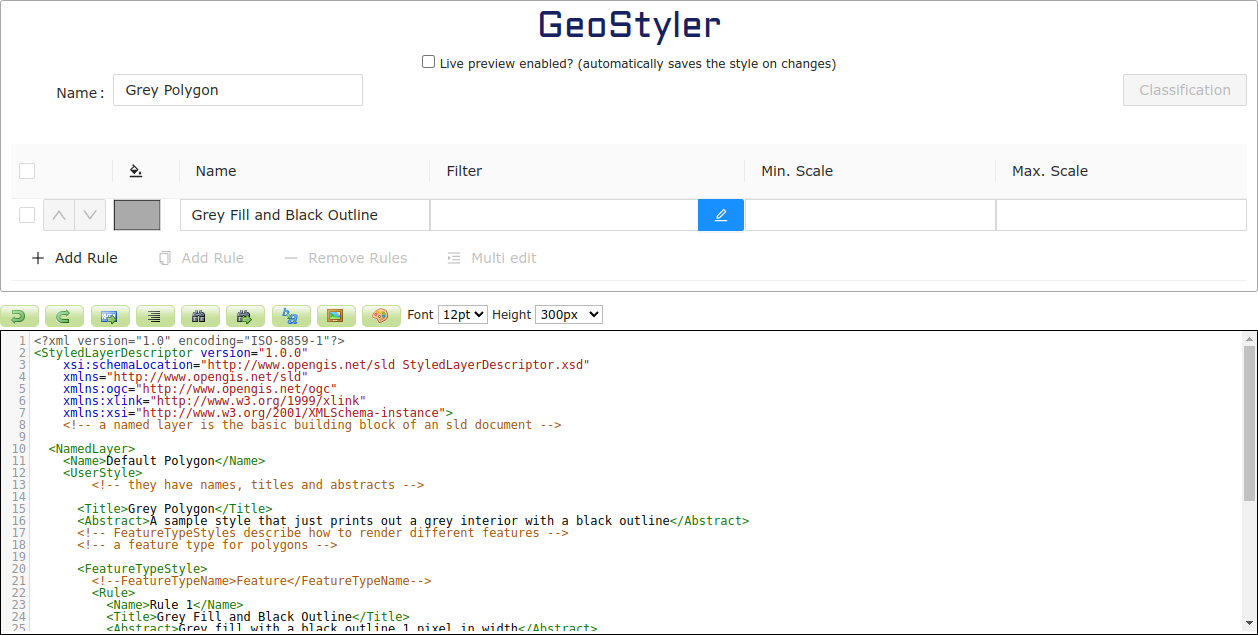 GeoStyler
Live preview enabled? (automatically saves the style on changes)
Name : Grey Polygon Classification
Name Filter Min. Scale Max. Scale
Grey Fill and Black Outline
Add Rule Add Rule Remove Rules Multi edit
Font 12pt Height 300px
1 <?xml version="1.0" encoding="ISO-8859-1"?>
2 <StyledLayerDescriptor version="1.0.0"
3 xsi:schemaLocation="http://www.opengis.net/sld StyledLayerDescriptor.xsd"
4 xmlns="http://www.opengis.net/sld"
5 xmlns:ogc="http://www.opengis.net/ogc"
6 xmlns:xlink="http://www.w3.org/1999/xlink"
7 xmlns:xsi="http://www.w3.org/2001/XMLSchema-instance">
8 <!-- a named layer is the basic building block of an sld document -->
9
10 <NamedLayer>
11 <Name>Default Polygon</Name>
12 <UserStyle>
13 <!-- they have names, titles and abstracts -->
14
15 <Title>Grey Polygon</Title>
16 <Abstract>A sample style that just prints out a grey interior with a black outline</Abstract>
17 <!-- FeatureTypeStyles describe how to render different features -->
18 <!-- a feature type for polygons -->
19
20 <FeatureTypeStyle>
21 <!--FeatureTypeName>Feature</FeatureTypeName-->
22 <Rule>
23 <Name>Rule 1</Name>
24 <Title>Grey Fill and Black Outline</Title>
25 <Abstract>Grey fill with a black outline 1 pixel in width</Abstract>